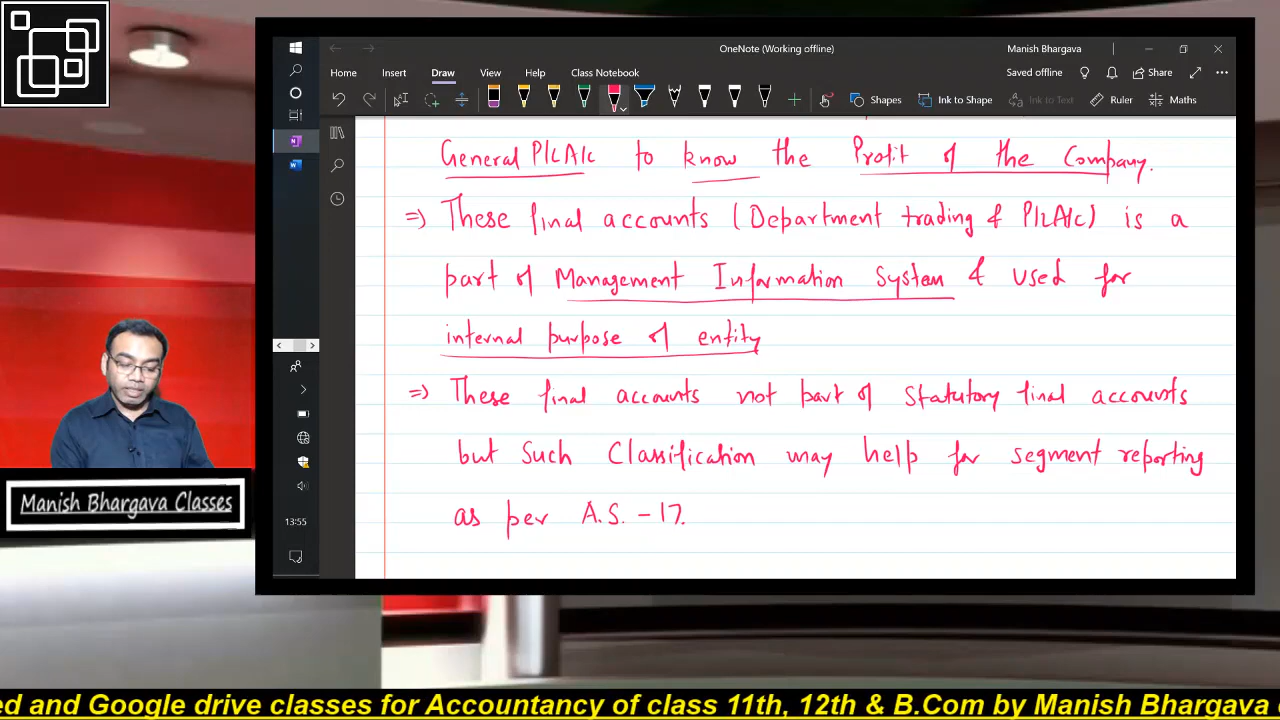 OneNote (Working offline)
Manish Bhargava
Home Insert Draw View Help Class Notebook
Saved offline
Share
Shapes
Ink to Shape
Ink to Text
Ruler
Maths
General P/L A/c to know the Profit of the Company.
=) These final accounts (Department trading & P/L A/c) is a
part of Management Information System & used for
internal purpose of entity
=) These final accounts not part of Statutory final accounts
but Such Classification may help for segment reporting
as per A.S. - 17.
Manish Bhargava Classes
13:55
ed and Google drive classes for Accountancy of class 11th, 12th & B.Com by Manish Bhargava